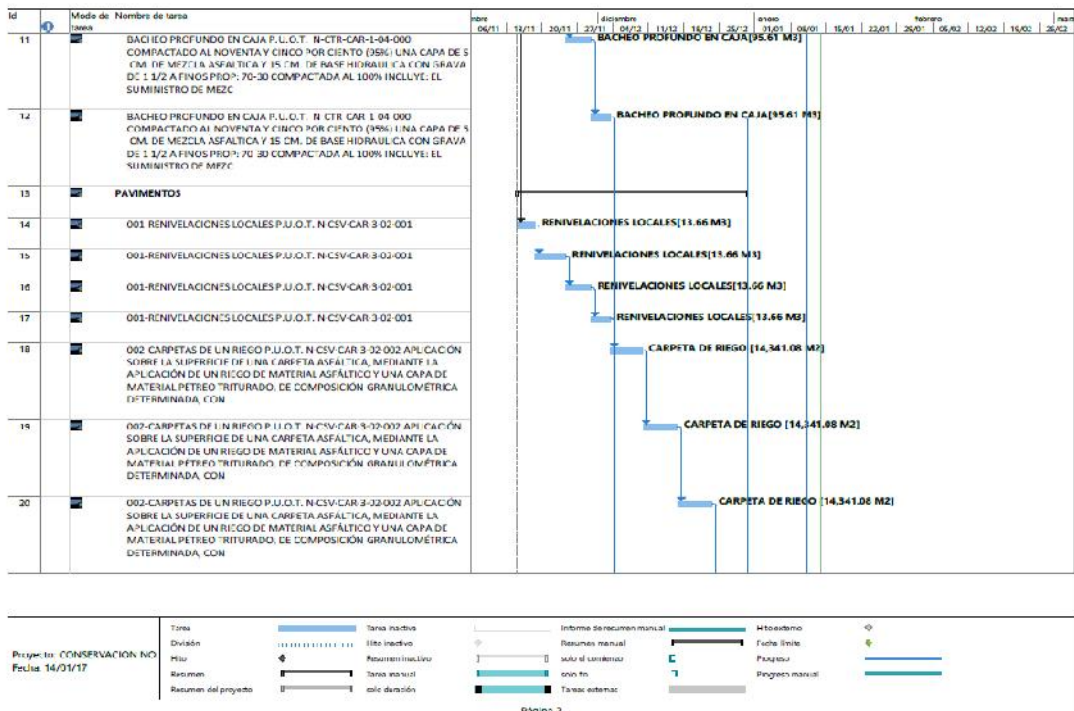 Id
Modo de tarea
Nombre de tarea
mbre
diciembre
enero
febrero
06/11 13/11 20/11 27/11 04/12 11/12 18/12 25/12 01/01 08/01 15/01 22/01 29/01 05/02 12/02 19/02 26/02
11
BACHEO PROFUNDO EN CAJA P.U.O.T. N-CTR-CAR-1-04-000
COMPACTADO AL NOVENTA Y CINCO POR CIENTO (95%) UNA CAPA DE 5
CM. DE MEZCLA ASFALTICA Y 15 CM. DE BASE HIDRAULICA CON GRAVA
DE 1 1/2 A FINOS PROP: 70-30 COMPACTADA AL 100% INCLUYE: EL
SUMINISTRO DE MEZC
BACHEO PROFUNDO EN CAJA[95.61 M3]
12
BACHEO PROFUNDO EN CAJA P.U.O.T. N-CTR-CAR-1-04-000
COMPACTADO AL NOVENTA Y CINCO POR CIENTO (95%) UNA CAPA DE 5
CM. DE MEZCLA ASFALTICA Y 15 CM. DE BASE HIDRAULICA CON GRAVA
DE 1 1/2 A FINOS PROP: 70-30 COMPACTADA AL 100% INCLUYE: EL
SUMINISTRO DE MEZC
BACHEO PROFUNDO EN CAJA[95.61 M3]
13
PAVIMENTOS
14
001-RENIVELACIONES LOCALES P.U.O.T. N-CSV-CAR-3-02-001
RENIVELACIONES LOCALES[13.66 M3]
15
001-RENIVELACIONES LOCALES P.U.O.T. N-CSV-CAR-3-02-001
RENIVELACIONES LOCALES[13.66 M3]
16
001-RENIVELACIONES LOCALES P.U.O.T. N-CSV-CAR-3-02-001
RENIVELACIONES LOCALES[13.66 M3]
17
001-RENIVELACIONES LOCALES P.U.O.T. N-CSV-CAR-3-02-001
RENIVELACIONES LOCALES[13.66 M3]
18
002-CARPETAS DE UN RIEGO P.U.O.T. N-CSV-CAR-3-02-002 APLICACIÓN
SOBRE LA SUPERFICIE DE UNA CARPETA ASFÁLTICA, MEDIANTE LA
APLICACIÓN DE UN RIEGO DE MATERIAL ASFÁLTICO Y UNA CAPA DE
MATERIAL PÉTREO TRITURADO, DE COMPOSICIÓN GRANULOMÉTRICA
DETERMINADA, CON
CARPETA DE RIEGO [14,341.08 M2]
19
002-CARPETAS DE UN RIEGO P.U.O.T. N-CSV-CAR-3-02-002 APLICACIÓN
SOBRE LA SUPERFICIE DE UNA CARPETA ASFÁLTICA, MEDIANTE LA
APLICACIÓN DE UN RIEGO DE MATERIAL ASFÁLTICO Y UNA CAPA DE
MATERIAL PÉTREO TRITURADO, DE COMPOSICIÓN GRANULOMÉTRICA
DETERMINADA, CON
CARPETA DE RIEGO [14,341.08 M2]
20
002-CARPETAS DE UN RIEGO P.U.O.T. N-CSV-CAR-3-02-002 APLICACIÓN
SOBRE LA SUPERFICIE DE UNA CARPETA ASFÁLTICA, MEDIANTE LA
APLICACIÓN DE UN RIEGO DE MATERIAL ASFÁLTICO Y UNA CAPA DE
MATERIAL PÉTREO TRITURADO, DE COMPOSICIÓN GRANULOMÉTRICA
DETERMINADA, CON
CARPETA DE RIEGO [14,341.08 M2]
Proyecto: CONSERVACION NO
Fecha: 14/01/17
Tarea
División
Hito
Resumen
Resumen del proyecto
Tarea inactiva
Hito inactivo
Resumen inactivo
Tarea manual
solo duración
Informe de resumen manual
Resumen manual
solo el comienzo
solo fin
Tareas externas
Hito externo
Fecha límite
Progreso
Progreso manual
Página 2